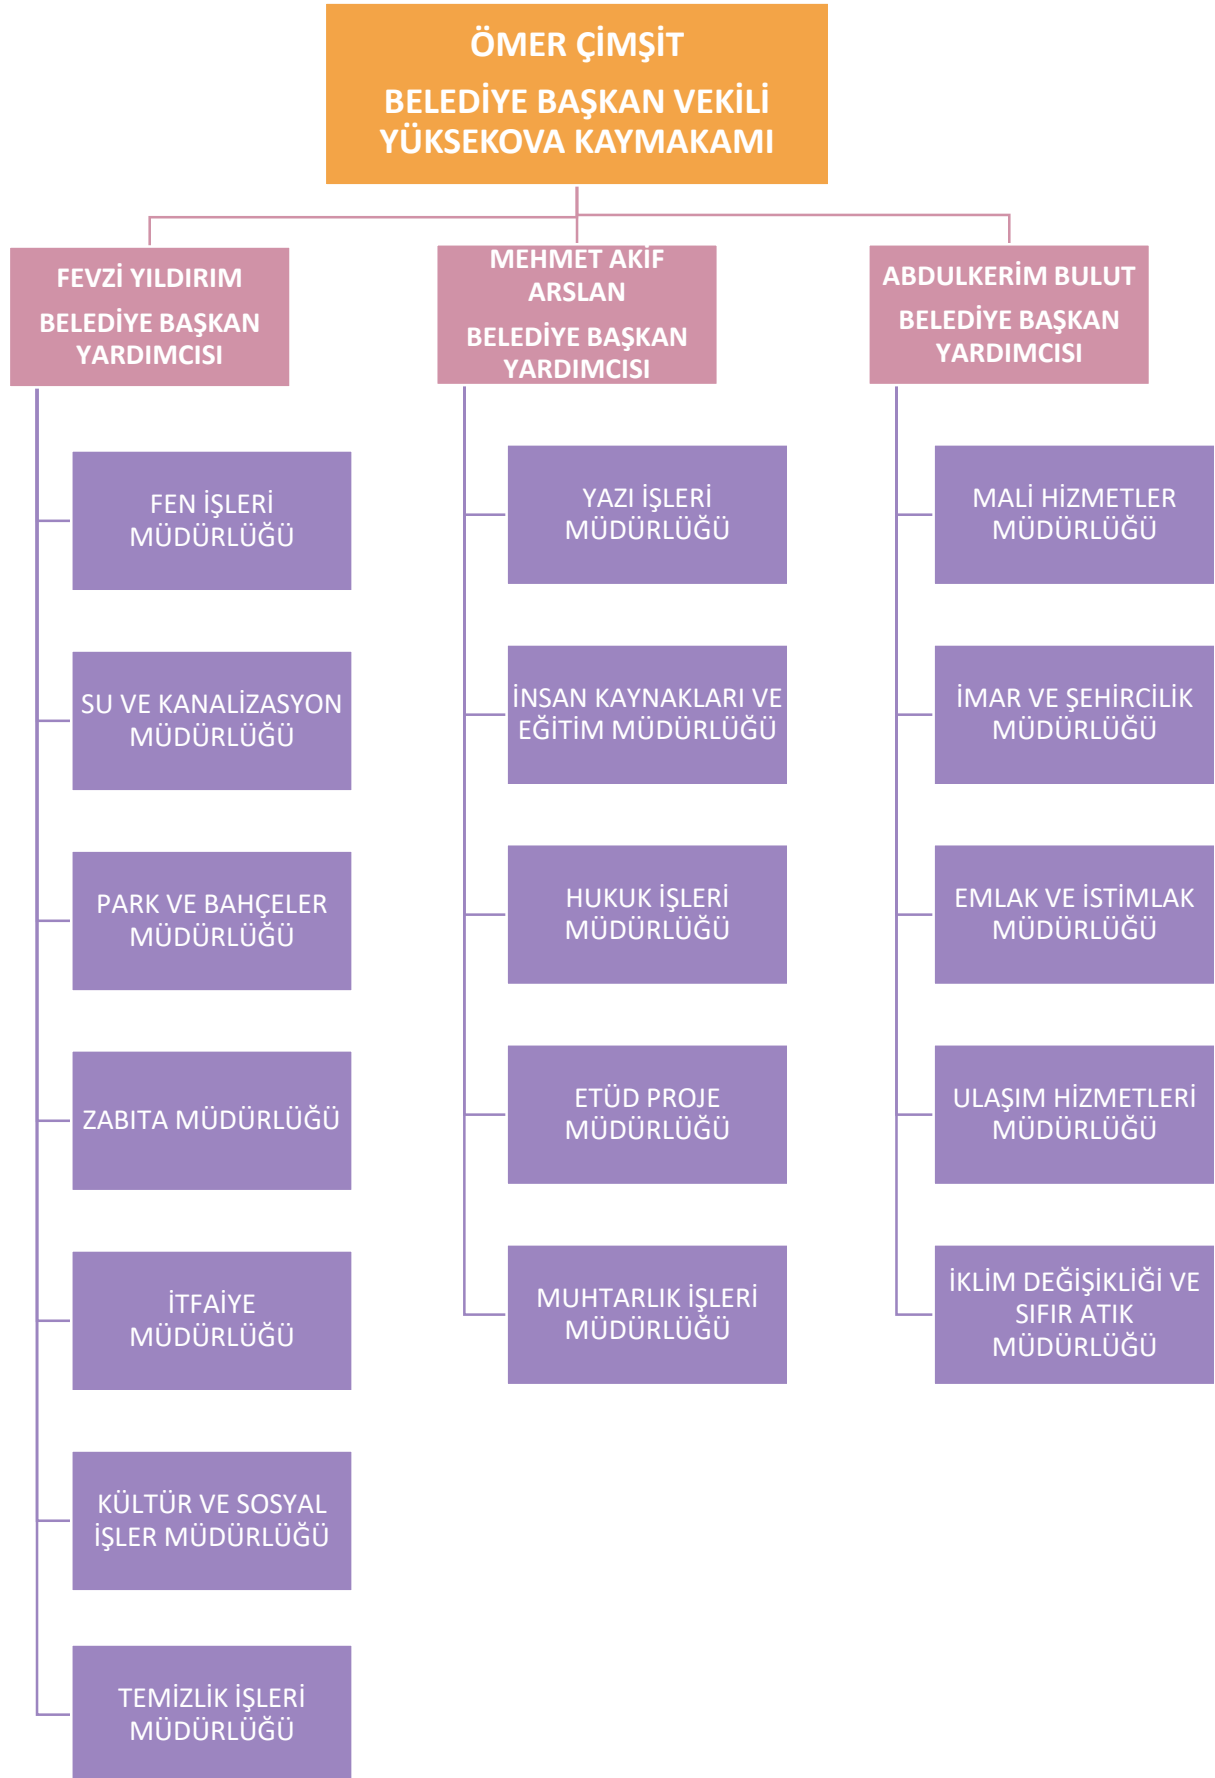 ÖMER ÇİMŞİT
BELEDİYE BAŞKAN VEKİLİ
YÜKSEKOVA KAYMAKAMI
FEVZİ YILDIRIM
BELEDİYE BAŞKAN
YARDIMCISI
FEN İŞLERİ
MÜDÜRLÜĞÜ
SU VE KANALİZASYON
MÜDÜRLÜĞÜ
PARK VE BAHÇELER
MÜDÜRLÜĞÜ
ZABITA MÜDÜRLÜĞÜ
İTFAİYE
MÜDÜRLÜĞÜ
KÜLTÜR VE SOSYAL
İŞLER MÜDÜRLÜĞÜ
TEMİZLİK İŞLERİ
MÜDÜRLÜĞÜ
MEHMET AKİF
ARSLAN
BELEDİYE BAŞKAN
YARDIMCISI
YAZI İŞLERİ
MÜDÜRLÜĞÜ
İNSAN KAYNAKLARI VE
EĞİTİM MÜDÜRLÜĞÜ
HUKUK İŞLERİ
MÜDÜRLÜĞÜ
ETÜD PROJE
MÜDÜRLÜĞÜ
MUHTARLIK İŞLERİ
MÜDÜRLÜĞÜ
ABDULKERİM BULUT
BELEDİYE BAŞKAN
YARDIMCISI
MALİ HİZMETLER
MÜDÜRLÜĞÜ
İMAR VE ŞEHİRCİLİK
MÜDÜRLÜĞÜ
EMLAK VE İSTİMLAK
MÜDÜRLÜĞÜ
ULAŞIM HİZMETLERİ
MÜDÜRLÜĞÜ
İKLİM DEĞİŞİKLİĞİ VE
SIFIR ATIK
MÜDÜRLÜĞÜ